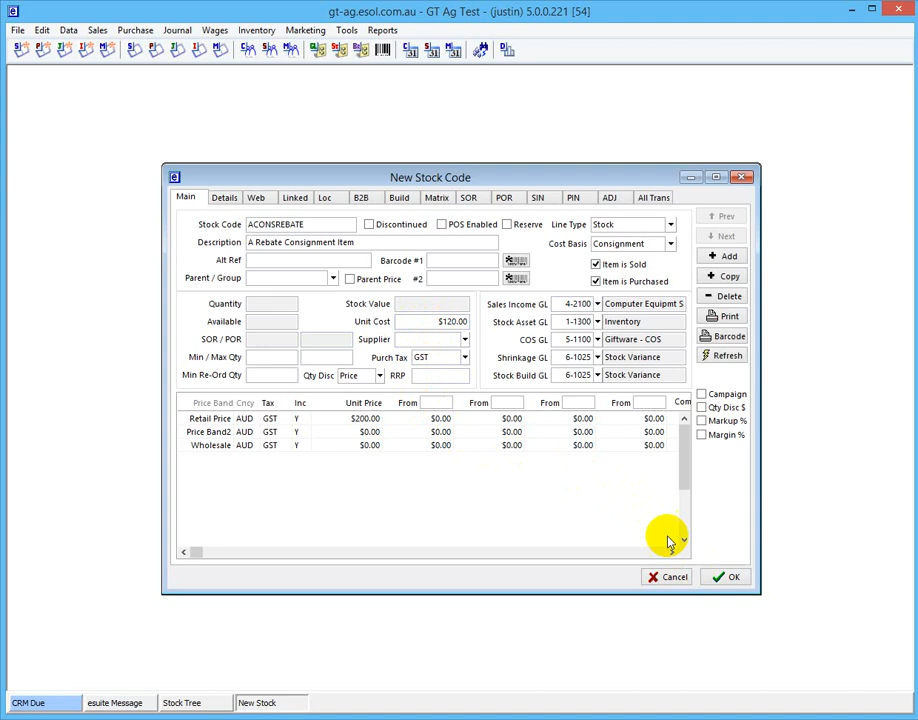 gt-ag.esol.com.au - GT Ag Test - (justin) 5.0.0.221 [54]
File Edit Data Sales Purchase Journal Wages Inventory Marketing Tools Reports
New Stock Code
Main Details Web Linked Loc B2B Build Matrix SOR POR SIN PIN ADJ All Trans
Stock Code ACONSREBATE Discontinued POS Enabled Reserve Line Type Stock
Prev
Description A Rebate Consignment Item Cost Basis Consignment
Next
Alt Ref Barcode #1 Item is Sold
Add
Parent / Group Parent Price #2 Item is Purchased
Copy
Quantity Stock Value Sales Income GL 4-2100 Computer Equipmt S
Delete
Available Unit Cost $120.00 Stock Asset GL 1-1300 Inventory
Print
SOR / POR Supplier COG GL 5-1100 Giftware - COS
Barcode
Min / Max Qty Purch Tax GST Shrinkage GL 6-1025 Stock Variance
Refresh
Min Re-Ord Qty Qty Disc Price RRP Stock Build GL 6-1025 Stock Variance
Campaign
Price Band Cncy Tax Inc Unit Price From From From From Com
Qty Disc $
Retail Price AUD GST Y $200.00 $0.00 $0.00 $0.00 $0.00
Markup %
Price Band2 AUD GST Y $0.00 $0.00 $0.00 $0.00 $0.00
Margin %
Wholesale AUD GST Y $0.00 $0.00 $0.00 $0.00 $0.00
Cancel OK
CRM Due esuite Message Stock Tree New Stock